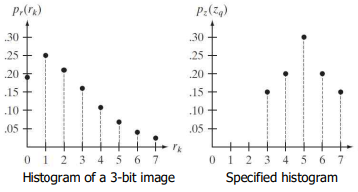 p_r(r_k)
.30
.25
.20
.15
.10
.05
r_k
0 1 2 3 4 5 6 7
Histogram of a 3-bit image
p_z(z_q)
.30
.25
.20
.15
.10
.05
0 1 2 3 4 5 6 7
Specified histogram